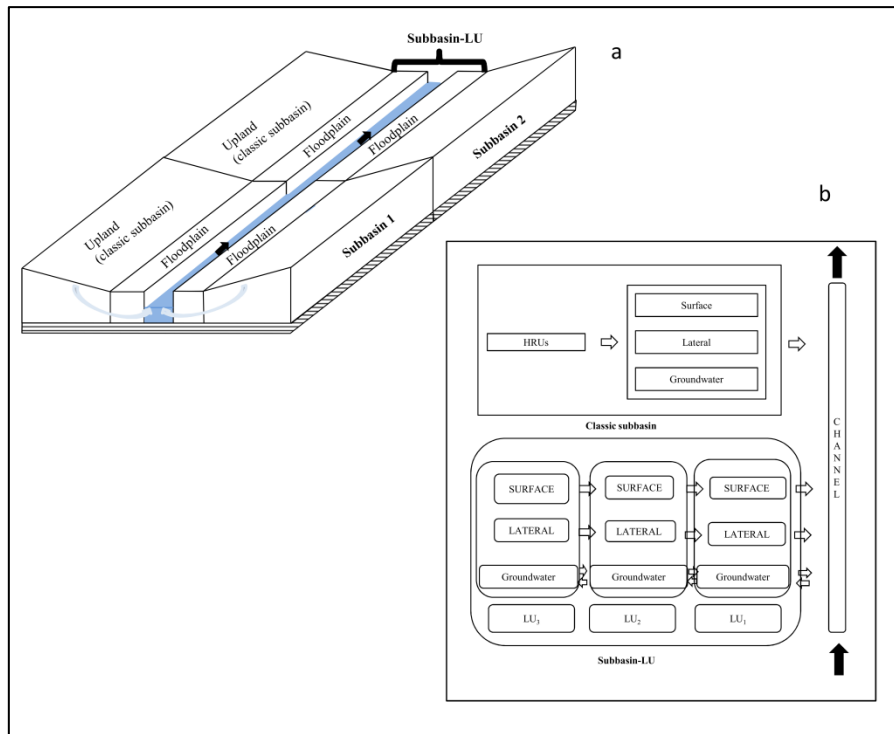 Subbasin-LU
a
Upland
(classic subbasin)
Floodplain
Floodplain
Subbasin 2
Upland
(classic subbasin)
Floodplain
Floodplain
Subbasin 1
b
HRUs
Surface
Lateral
Groundwater
Classic subbasin
SURFACE
SURFACE
SURFACE
LATERAL
LATERAL
LATERAL
Groundwater
Groundwater
Groundwater
LU₃
LU₂
LU₁
Subbasin-LU
CHANNEL